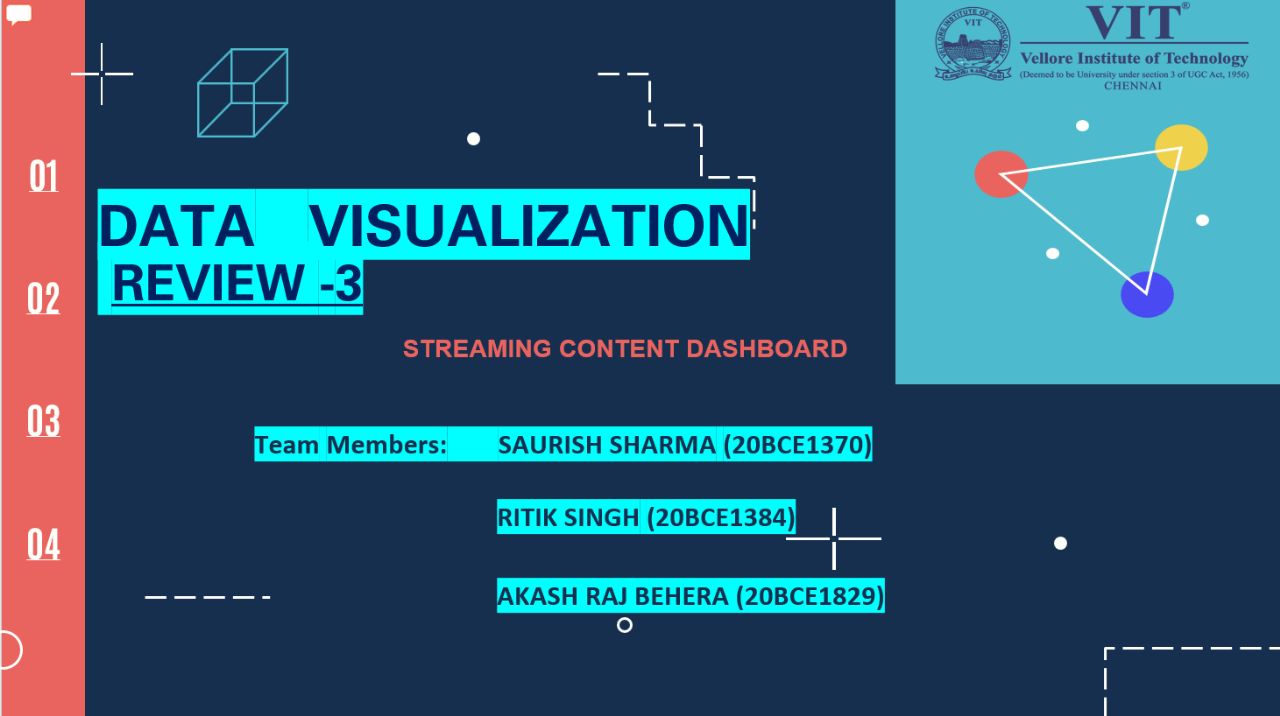 VIT®
VIT
Vellore Institute of Technology
(Deemed to be University under section 3 of UGC Act, 1956)
CHENNAI
01
DATA VISUALIZATION
REVIEW -3
02
STREAMING CONTENT DASHBOARD
03
Team Members: SAURISH SHARMA (20BCE1370)
RITIK SINGH (20BCE1384)
04
AKASH RAJ BEHERA (20BCE1829)